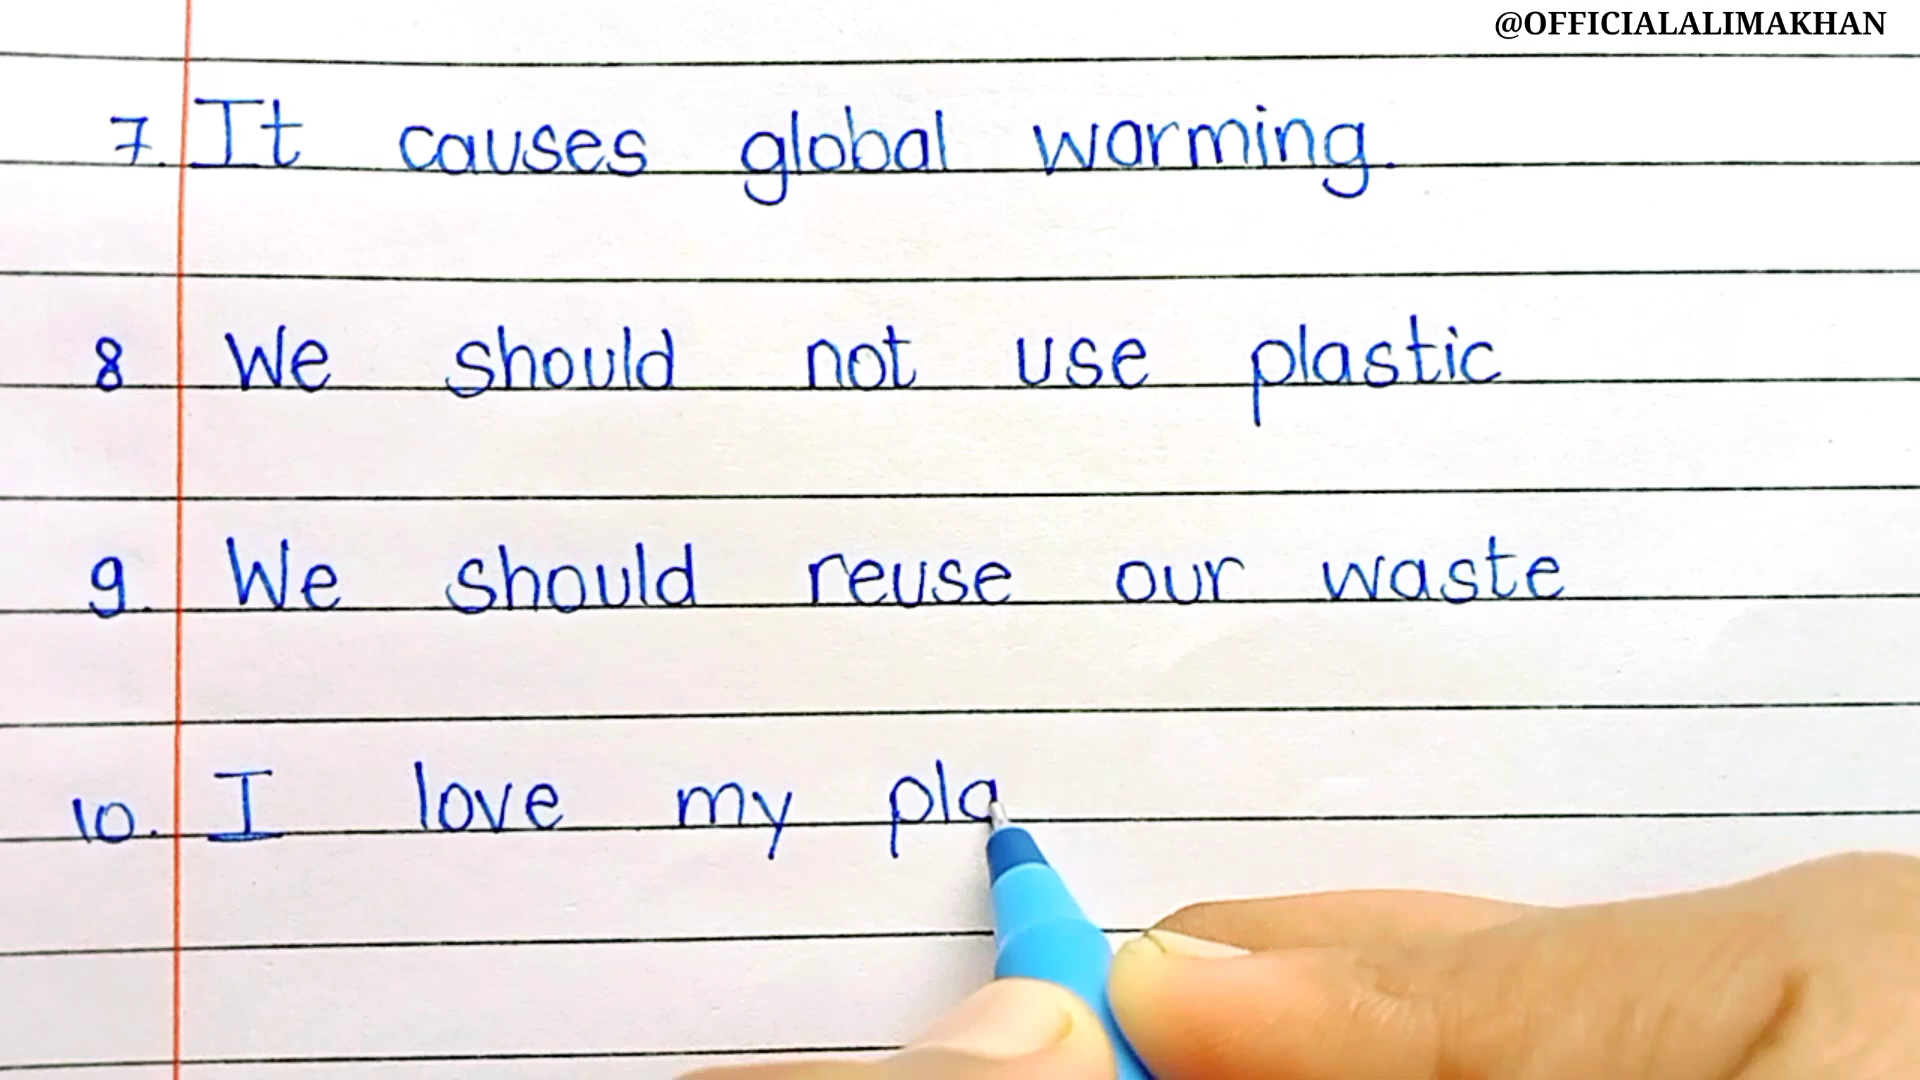 @OFFICIALALIMAKHAN
7. It causes global warming.
8 We should not use plastic
9. We should reuse our waste
10. I love my pla